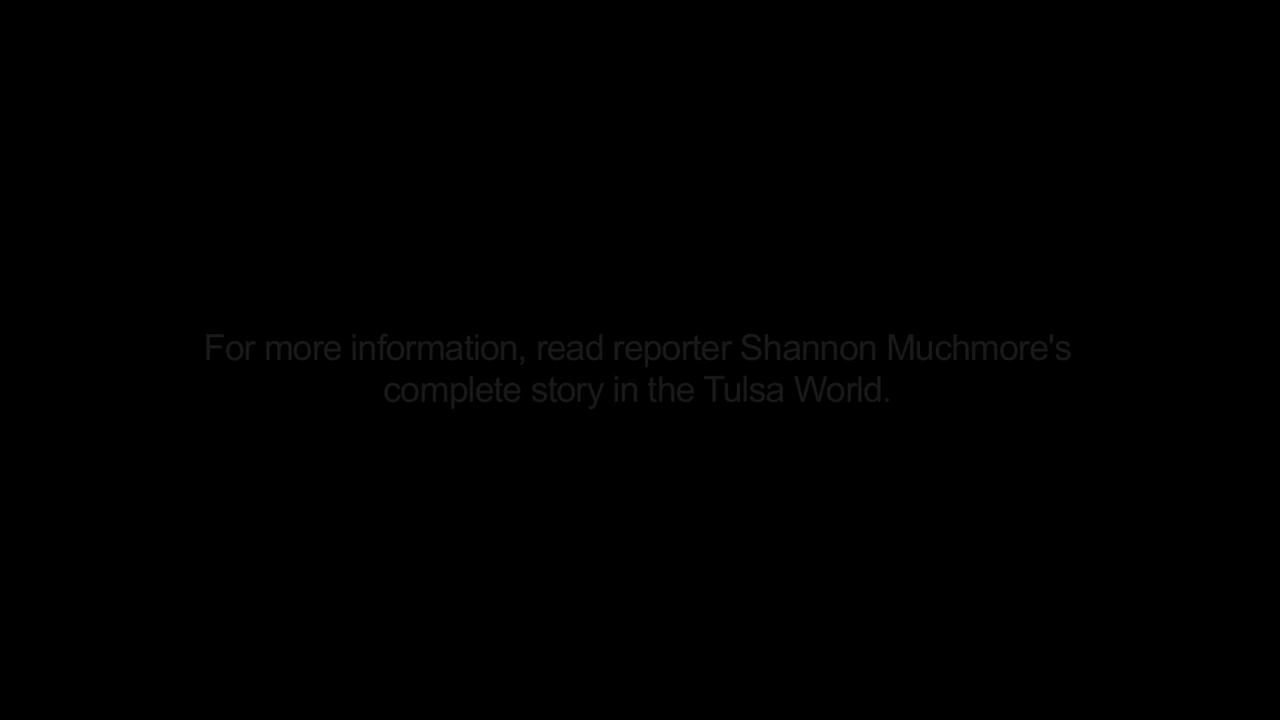 For more information, read reporter Shannon Muchmore's
complete story in the Tulsa World.